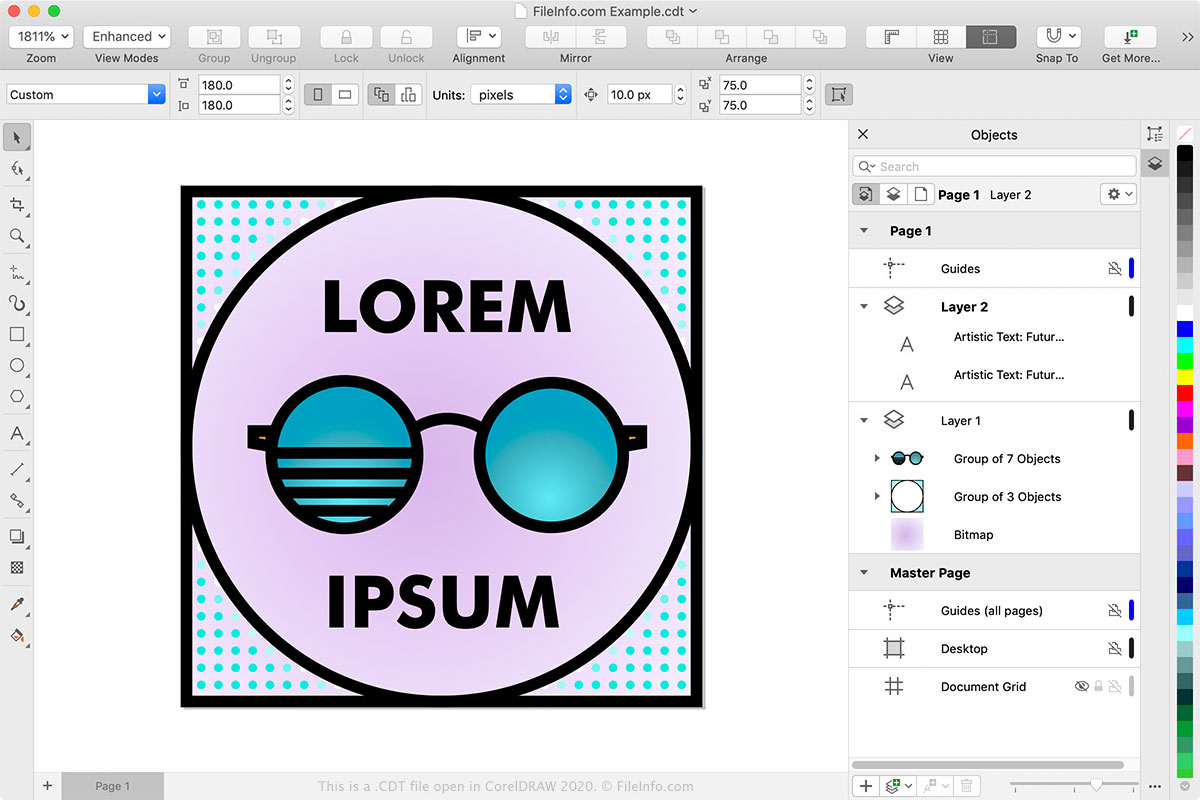 FileInfo.com Example.cdt
1811% Enhanced
Zoom View Modes Group Ungroup Lock Unlock Alignment Mirror Arrange View Snap To Get More...
Custom 180.0 180.0 Units: pixels 10.0 px 75.0 75.0
Objects
Search
Page 1 Layer 2
Page 1
Guides
Layer 2
A Artistic Text: Futur...
A Artistic Text: Futur...
Layer 1
Group of 7 Objects
Group of 3 Objects
Bitmap
Master Page
Guides (all pages)
Desktop
Document Grid
LOREM
IPSUM
A
Page 1
This is a .CDT file open in CorelDRAW 2020. © FileInfo.com